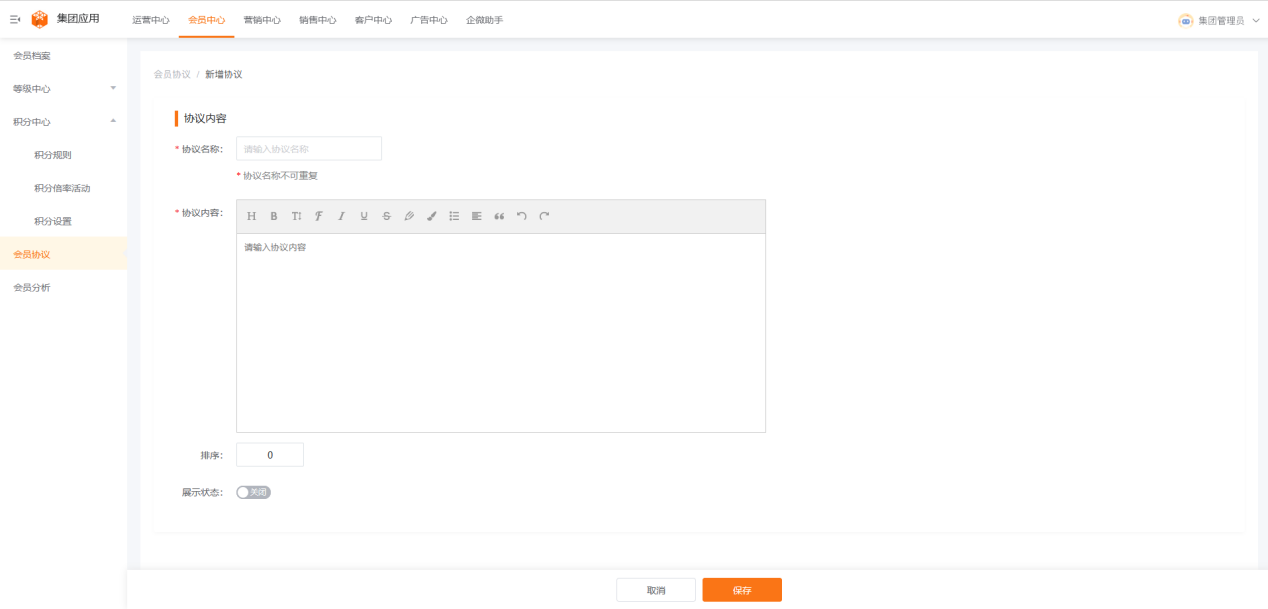 集团应用
运营中心 会员中心 营销中心 销售中心 客户中心 广告中心 企微助手
集团管理员
会员档案
等级中心
积分中心
积分规则
积分倍率活动
积分设置
会员协议
会员分析
会员协议 / 新增协议
协议内容
* 协议名称: 请输入协议名称
* 协议名称不可重复
* 协议内容:
请输入协议内容
排序: 0
展示状态: 关闭
取消 保存